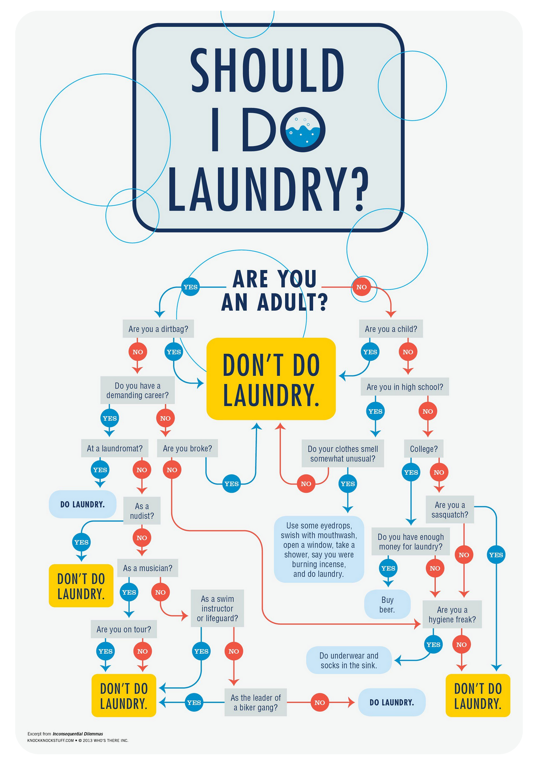 SHOULD
I DO
LAUNDRY?
ARE YOU
AN ADULT?
YES
NO
Are you a dirtbag?
Are you a child?
NO
YES
YES
NO
DON'T DO
LAUNDRY.
Do you have a
demanding career?
Are you in high school?
YES
NO
YES
NO
At a laundromat?
Are you broke?
Do your clothes smell
somewhat unusual?
College?
YES
NO
NO
YES
NO
YES
YES
NO
DO LAUNDRY.
As a
nudist?
Are you a
sasquatch?
YES
NO
Use some eyedrops,
swish with mouthwash,
open a window, take a
shower, say you were
burning incense,
and do laundry.
Do you have enough
money for laundry?
NO
YES
DON'T DO
LAUNDRY.
As a musician?
YES
NO
YES
NO
As a swim
instructor
or lifeguard?
Buy
beer.
Are you a
hygiene freak?
Are you on tour?
YES
NO
YES
NO
YES
NO
Do underwear and
socks in the sink.
DON'T DO
LAUNDRY.
YES
As the leader of
a biker gang?
NO
DO LAUNDRY.
DON'T DO
LAUNDRY.
Excerpt from Inconsequential Dilemmas
KNOCKKNOCKSTUFF.COM • © 2013 WHO'S THERE INC.